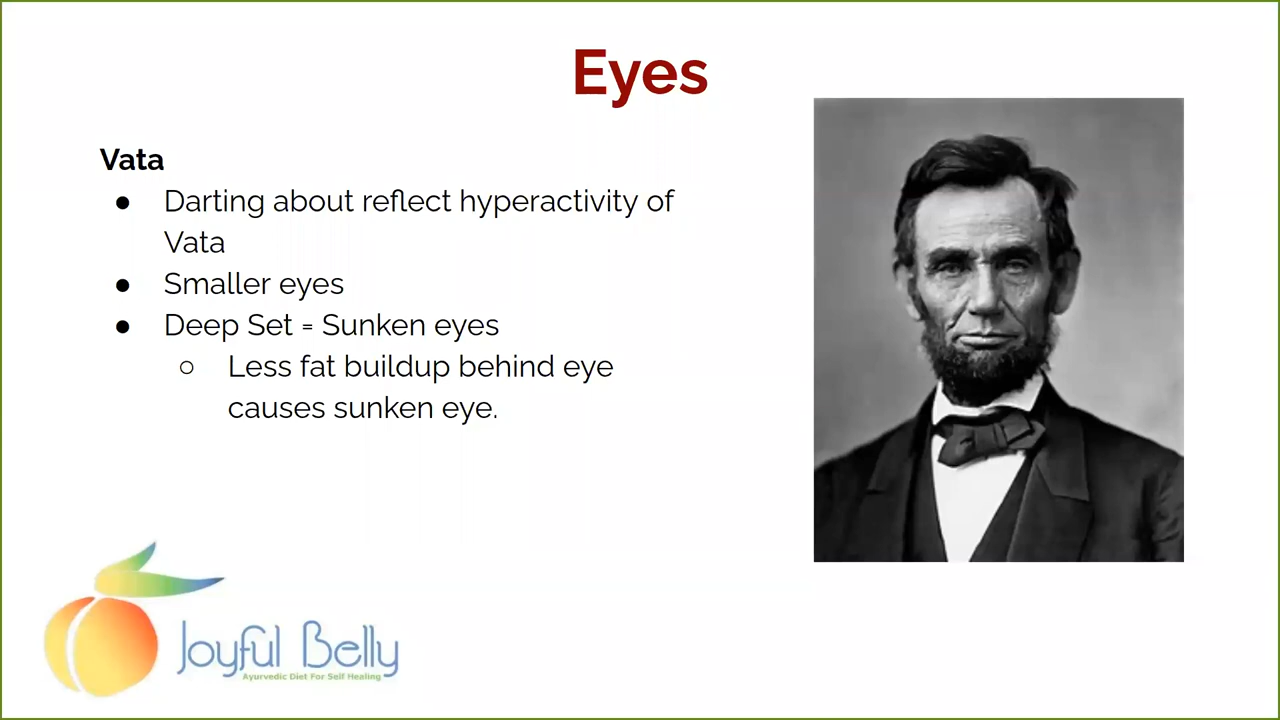 Eyes
Vata
● Darting about reflect hyperactivity of
Vata
● Smaller eyes
● Deep Set = Sunken eyes
○ Less fat buildup behind eye
causes sunken eye.
Joyful Belly
Ayurvedic Diet For Self Healing